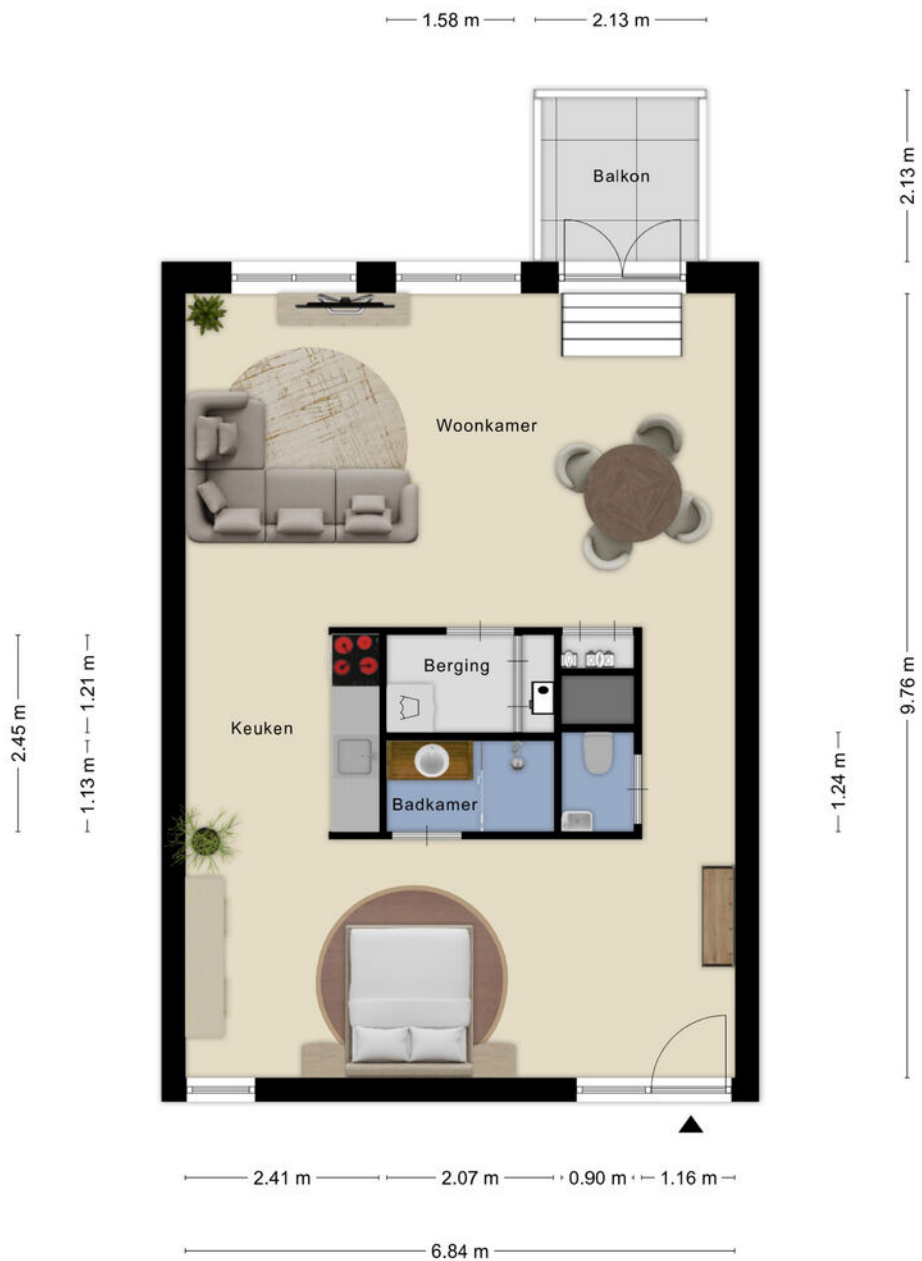 1.58 m
2.13 m
2.13 m
Balkon
Woonkamer
9.76 m
2.45 m
1.21 m
1.13 m
Berging
Keuken
Badkamer
1.24 m
2.41 m
2.07 m
0.90 m
1.16 m
6.84 m